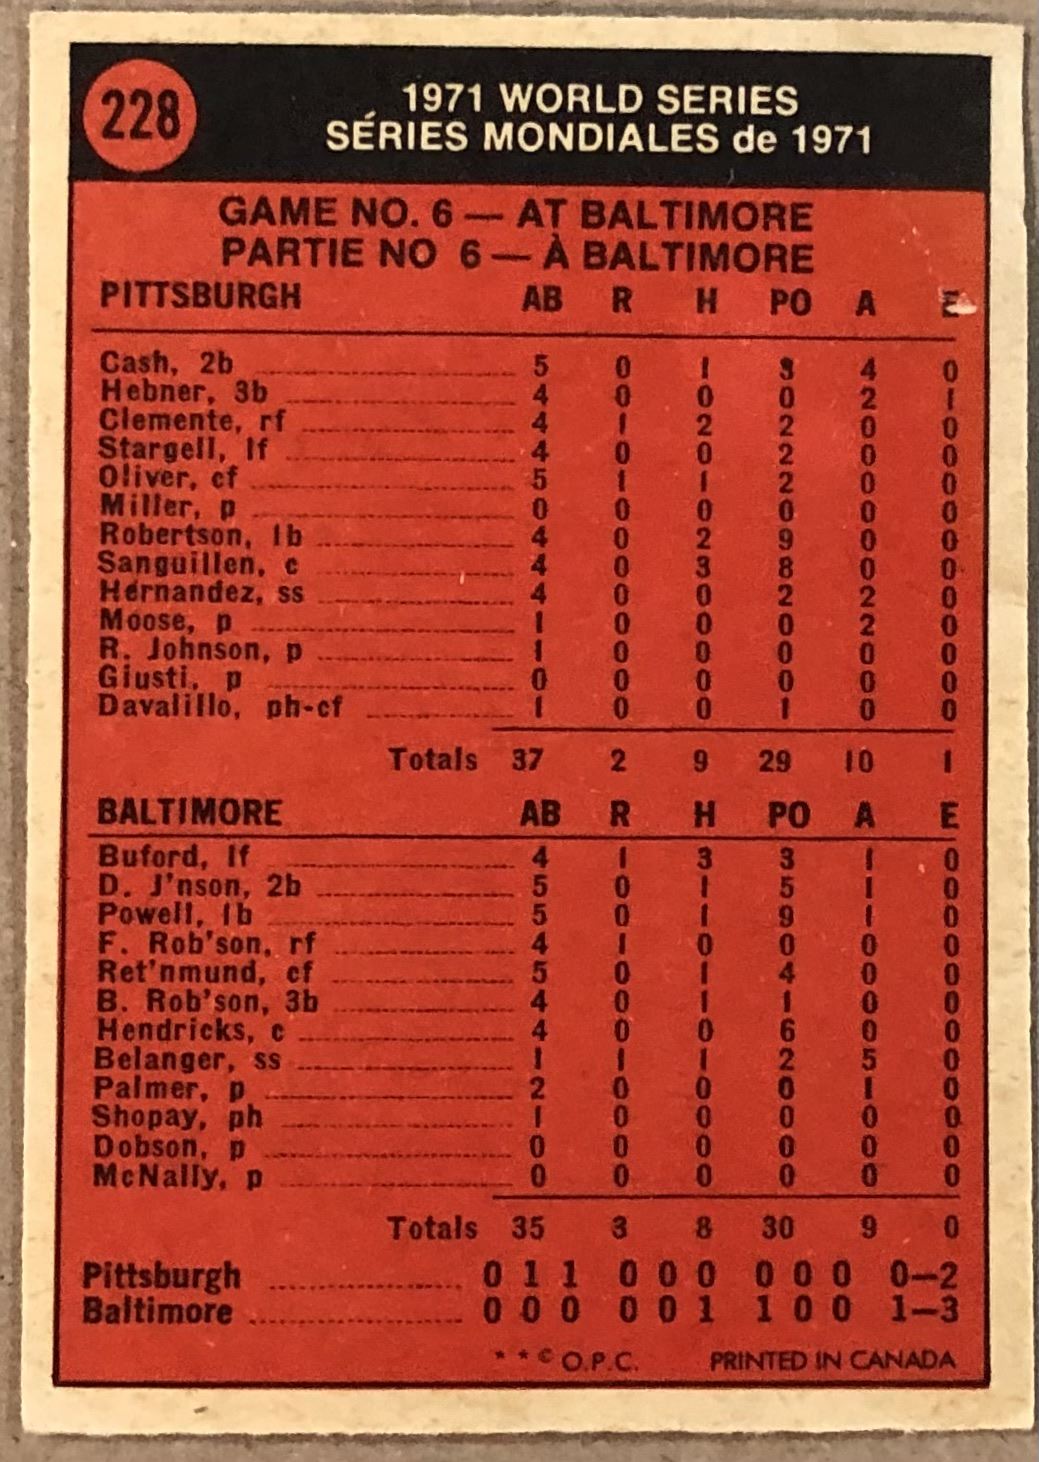 228
1971 WORLD SERIES
SÉRIES MONDIALES de 1971
GAME NO. 6 — AT BALTIMORE
PARTIE NO 6 — À BALTIMORE
PITTSBURGH AB R H PO A E
Cash, 2b 5 0 1 3 4 0
Hebner, 3b 4 0 0 0 2 1
Clemente, rf 4 1 2 2 0 0
Stargell, lf 4 0 0 2 0 0
Oliver, cf 5 1 1 2 0 0
Miller, p 0 0 0 0 0 0
Robertson, 1b 4 0 2 9 0 0
Sanguillen, c 4 0 3 8 0 0
Hernandez, ss 4 0 0 2 2 0
Moose, p 1 0 0 0 2 0
R. Johnson, p 1 0 0 0 0 0
Giusti, p 0 0 0 0 0 0
Davalillo, ph-cf 1 0 0 1 0 0
Totals 37 2 9 29 10 1
BALTIMORE AB R H PO A E
Buford, lf 4 1 3 3 1 0
D. J'nson, 2b 5 0 1 5 1 0
Powell, 1b 5 0 1 9 1 0
F. Rob'son, rf 4 1 0 0 0 0
Ret'nmund, cf 5 0 1 4 0 0
B. Rob'son, 3b 4 0 1 1 0 0
Hendricks, c 4 0 0 6 0 0
Belanger, ss 1 1 1 2 5 0
Palmer, p 2 0 0 0 1 0
Shopay, ph 1 0 0 0 0 0
Dobson, p 0 0 0 0 0 0
McNally, p 0 0 0 0 0 0
Totals 35 3 8 30 9 0
Pittsburgh 0 1 1 0 0 0 0 0 0 0—2
Baltimore 0 0 0 0 0 1 1 0 0 1—3
* * © O.P.C. PRINTED IN CANADA